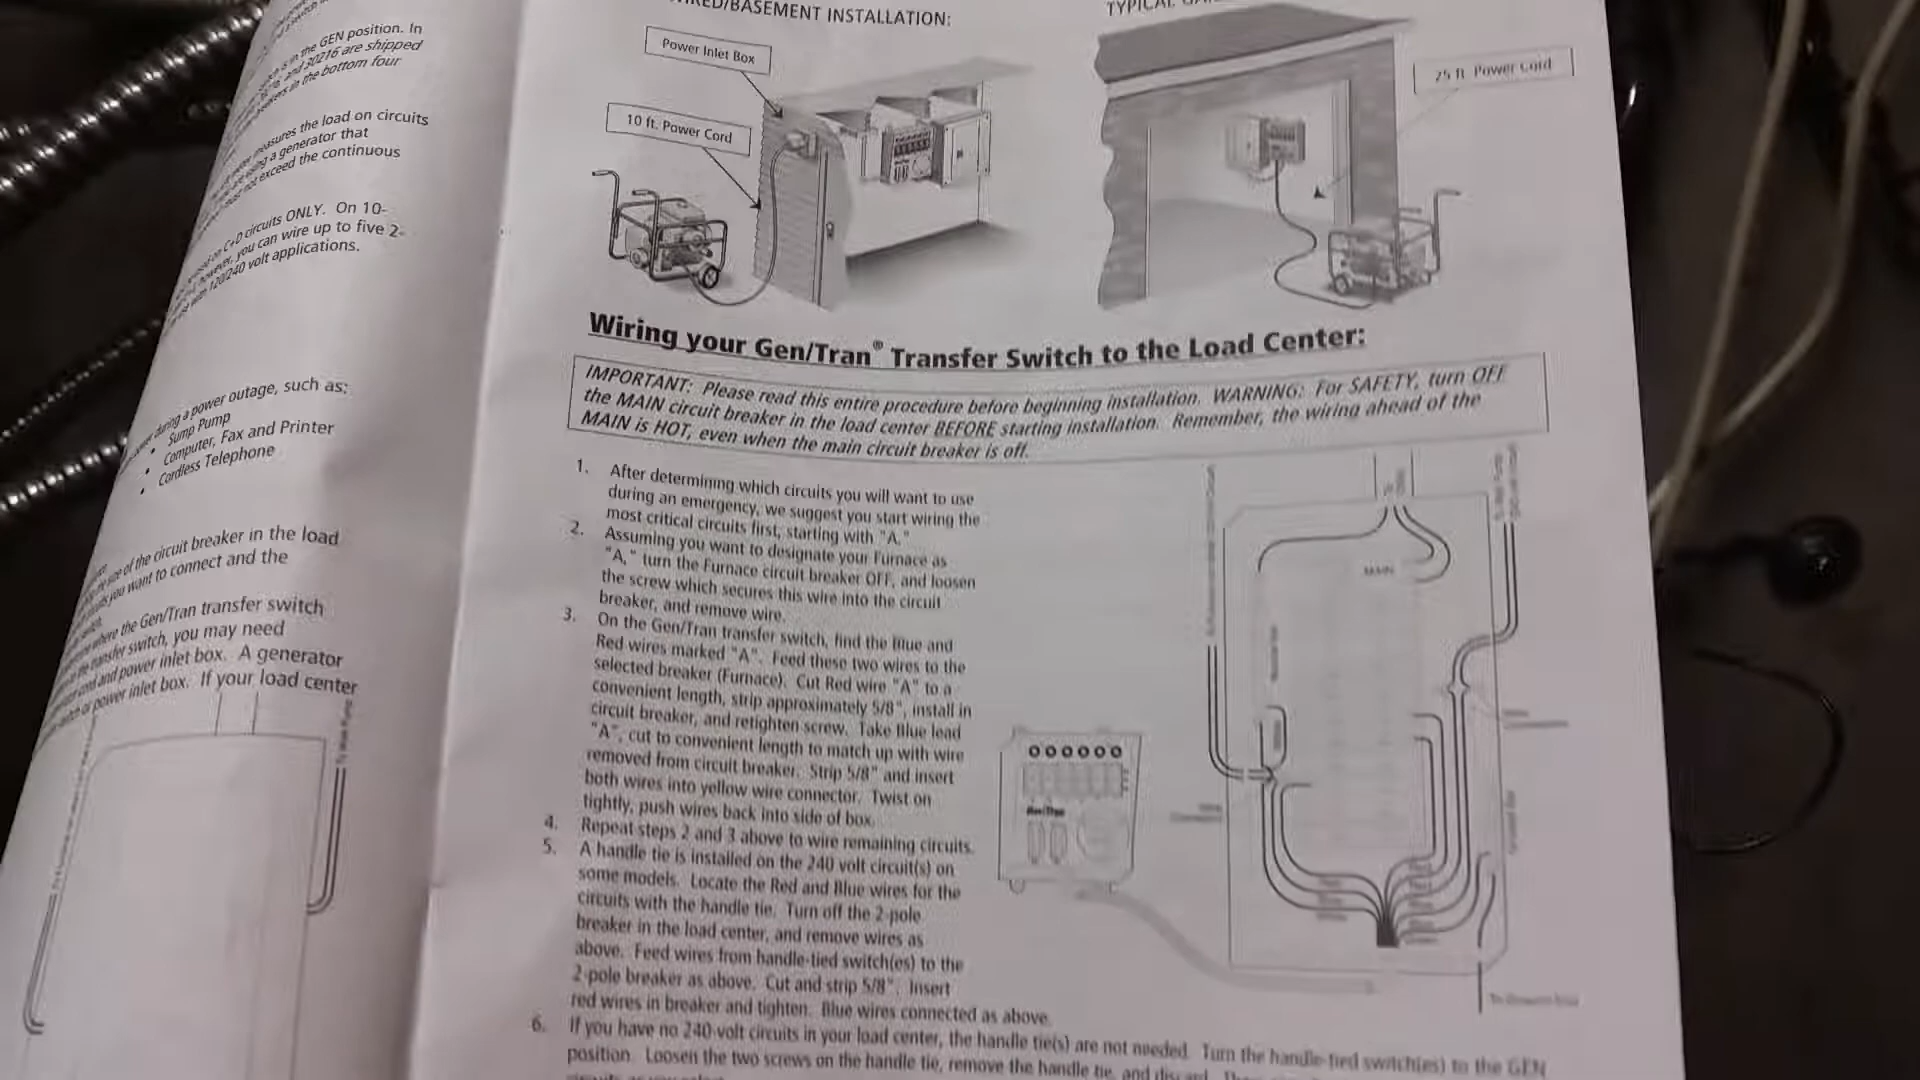 the GEN position. In
and 30216 are shipped
in the bottom four
measures the load on circuits
a generator that
not exceed the continuous
on C+D circuits ONLY. On 10-
however, you can wire up to five 2-
with 120/240 volt applications.
during a power outage, such as:
• Sump Pump
• Computer, Fax and Printer
• Cordless Telephone
size of the circuit breaker in the load
circuits you want to connect and the
where the Gen/Tran transfer switch
transfer switch, you may need
cord and power inlet box. A generator
or power inlet box. If your load center
/BASEMENT INSTALLATION:
TYPICAL
Power Inlet Box
10 ft. Power Cord
25 ft. Power Cord
Wiring your Gen/Tran® Transfer Switch to the Load Center:
IMPORTANT: Please read this entire procedure before beginning installation. WARNING: For SAFETY, turn OFF
the MAIN circuit breaker in the load center BEFORE starting installation. Remember, the wiring ahead of the
MAIN is HOT, even when the main circuit breaker is off.
1. After determining which circuits you will want to use
during an emergency, we suggest you start wiring the
most critical circuits first, starting with "A."
2. Assuming you want to designate your Furnace as
"A," turn the Furnace circuit breaker OFF, and loosen
the screw which secures this wire into the circuit
breaker, and remove wire.
3. On the Gen/Tran transfer switch, find the Blue and
Red wires marked "A". Feed these two wires to the
selected breaker (Furnace). Cut Red wire "A" to a
convenient length, strip approximately 5/8", install in
circuit breaker, and retighten screw. Take Blue lead
"A", cut to convenient length to match up with wire
removed from circuit breaker. Strip 5/8" and insert
both wires into yellow wire connector. Twist on
tightly, push wires back into side of box.
4. Repeat steps 2 and 3 above to wire remaining circuits.
5. A handle tie is installed on the 240 volt circuit(s) on
some models. Locate the Red and Blue wires for the
circuits with the handle tie. Turn off the 2-pole
breaker in the load center, and remove wires as
above. Feed wires from handle-tied switch(es) to the
2-pole breaker as above. Cut and strip 5/8". Insert
red wires in breaker and tighten. Blue wires connected as above.
6. If you have no 240-volt circuits in your load center, the handle tie(s) are not needed. Turn the handle-tied switch(es) to the GEN
position. Loosen the two screws on the handle tie, remove the handle tie, and discard.
MAIN
Gen/Tran